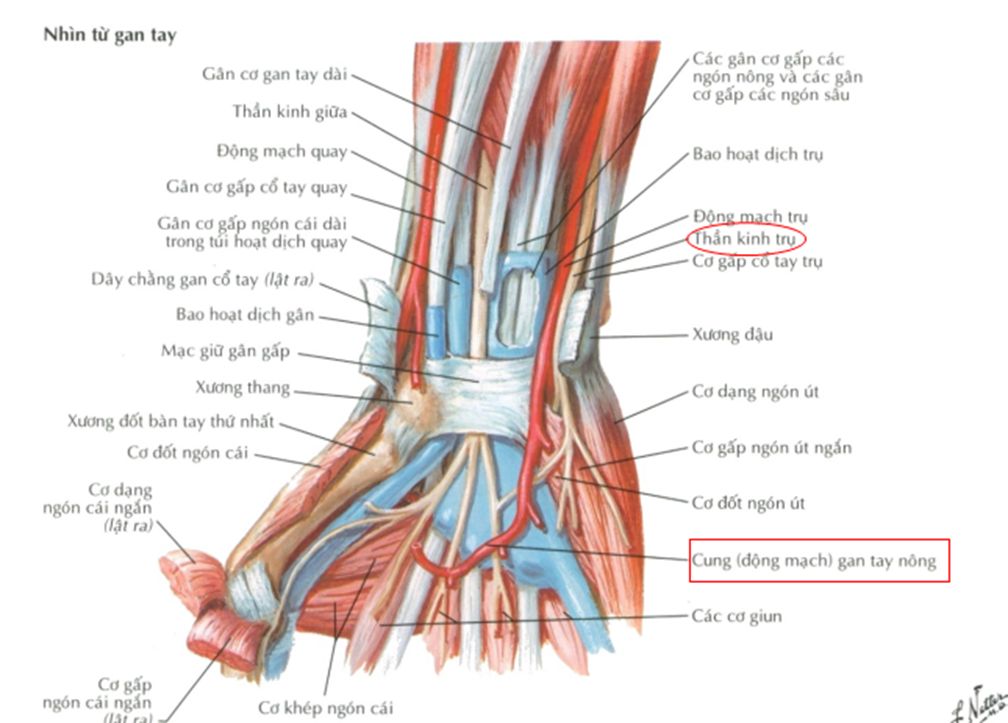 Nhìn từ gan tay
Gân cơ gan tay dài
Thần kinh giữa
Động mạch quay
Gân cơ gấp cổ tay quay
Gân cơ gấp ngón cái dài
trong túi hoạt dịch quay
Dây chằng gan cổ tay (lật ra)
Bao hoạt dịch gân
Mạc giữ gân gấp
Xương thang
Xương đốt bàn tay thứ nhất
Cơ đốt ngón cái
Cơ dạng
ngón cái ngắn
(lật ra)
Cơ gấp
ngón cái ngắn
(lật ra)
Cơ khép ngón cái
Các gân cơ gấp các
ngón nông và các gân
cơ gấp các ngón sâu
Bao hoạt dịch trụ
Động mạch trụ
Thần kinh trụ
Cơ gấp cổ tay trụ
Xương đậu
Cơ dạng ngón út
Cơ gấp ngón út ngắn
Cơ đốt ngón út
Cung (động mạch) gan tay nông
Các cơ giun